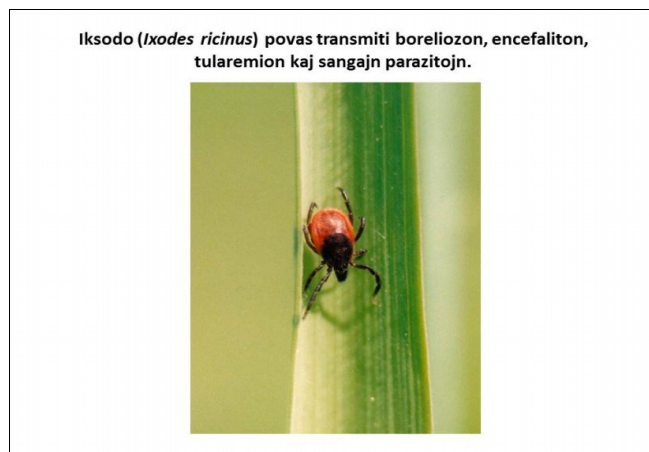 Iksodo (Ixodes ricinus) povas transmiti boreliozon, encefaliton,
tularemion kaj sangajn parazitojn.